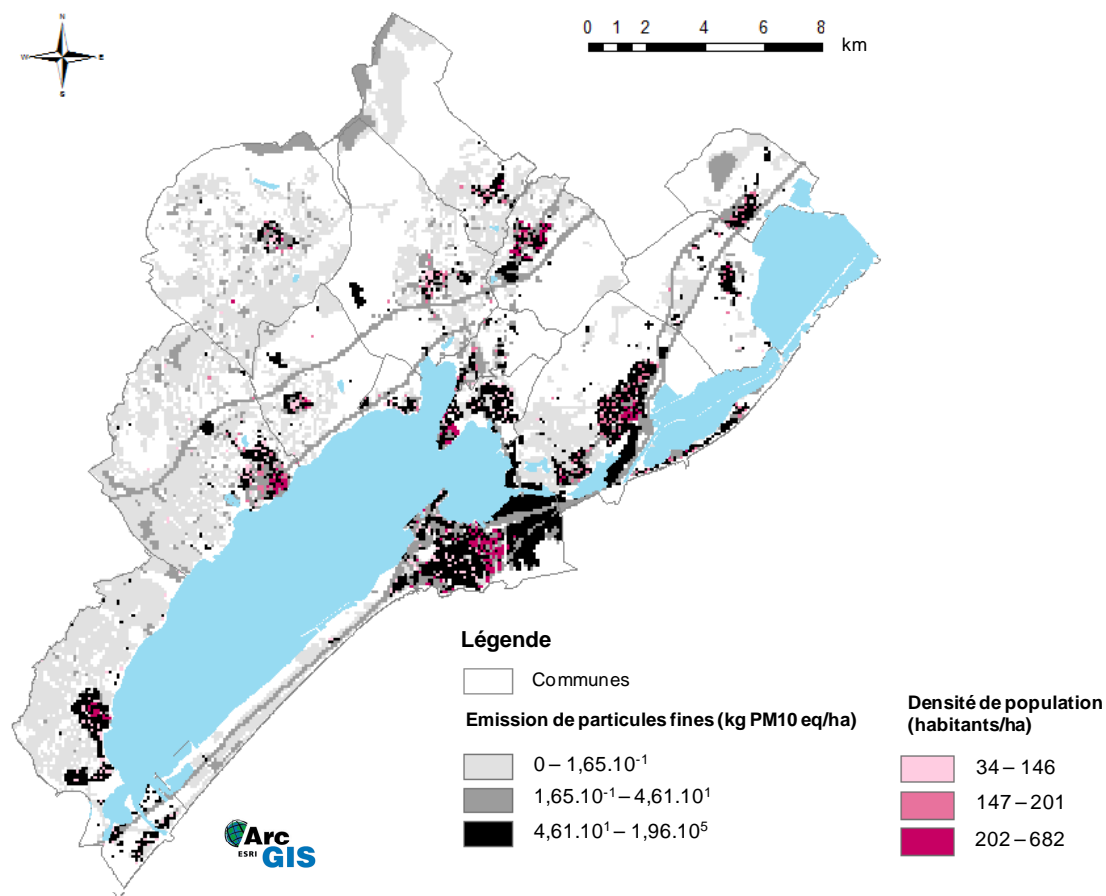 N
W E
S
0 1 2 4 6 8
km
Légende
Communes
Emission de particules fines (kg PM10 eq/ha)
0 – 1,65.10⁻¹
1,65.10⁻¹ – 4,61.10¹
4,61.10¹ – 1,96.10⁵
Densité de population
(habitants/ha)
34 – 146
147 – 201
202 – 682
Arc
ESRI GIS